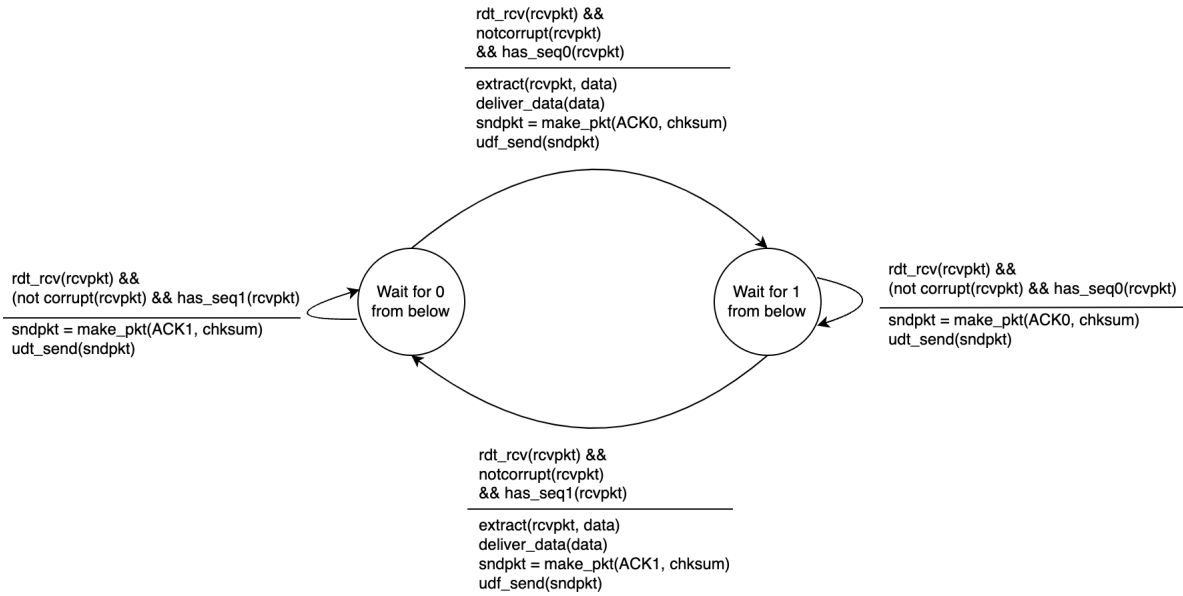 rdt_rcv(rcvpkt) &&
notcorrupt(rcvpkt)
&& has_seq0(rcvpkt)
extract(rcvpkt, data)
deliver_data(data)
sndpkt = make_pkt(ACK0, chksum)
udf_send(sndpkt)
rdt_rcv(rcvpkt) &&
(not corrupt(rcvpkt) && has_seq1(rcvpkt)
sndpkt = make_pkt(ACK1, chksum)
udt_send(sndpkt)
Wait for 0
from below
Wait for 1
from below
rdt_rcv(rcvpkt) &&
(not corrupt(rcvpkt) && has_seq0(rcvpkt)
sndpkt = make_pkt(ACK0, chksum)
udt_send(sndpkt)
rdt_rcv(rcvpkt) &&
notcorrupt(rcvpkt)
&& has_seq1(rcvpkt)
extract(rcvpkt, data)
deliver_data(data)
sndpkt = make_pkt(ACK1, chksum)
udf_send(sndpkt)